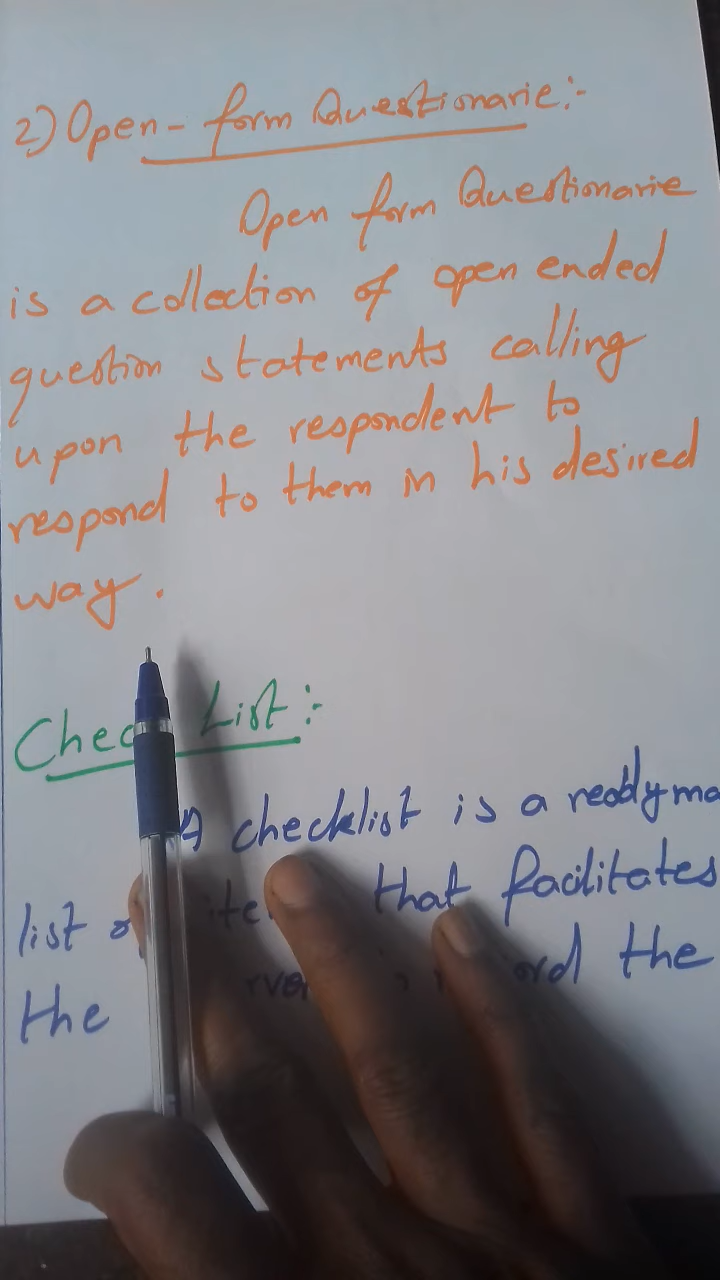 2) Open - form Questionarie :-
Open form Questionarie
is a collection of open ended
question statements calling
upon the respondent to
respond to them in his desired
way.
List :-
A checklist is a readyma
list that facilitates
the the